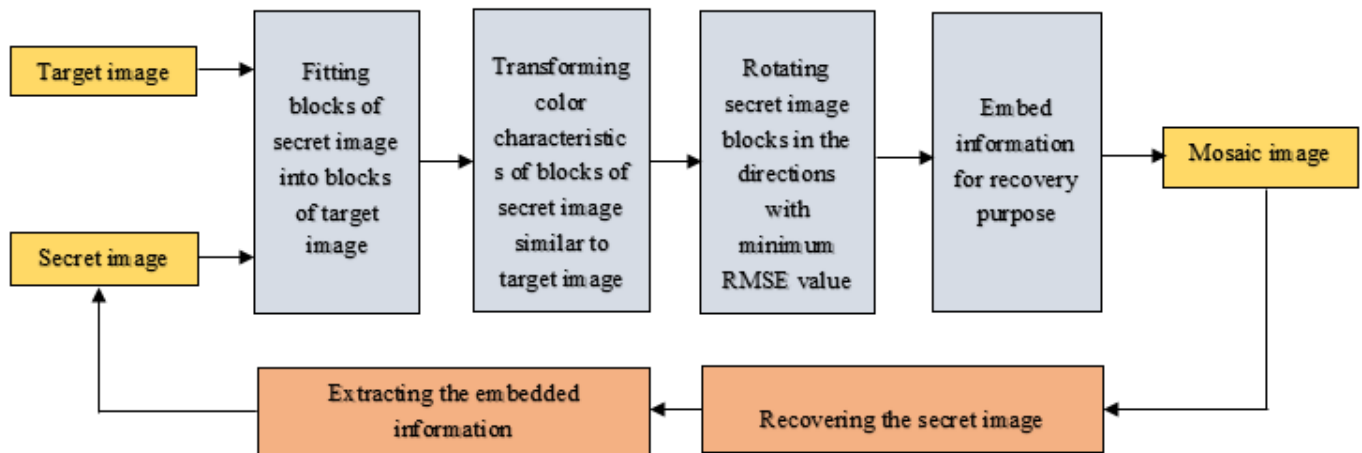 Target image
Secret image
Fitting
blocks of
secret image
into blocks
of target
image
Transforming
color
characteristic
s of blocks of
secret image
similar to
target image
Rotating
secret image
blocks in the
directions
with
minimum
RMSE value
Embed
information
for recovery
purpose
Mosaic image
Recovering the secret image
Extracting the embedded
information